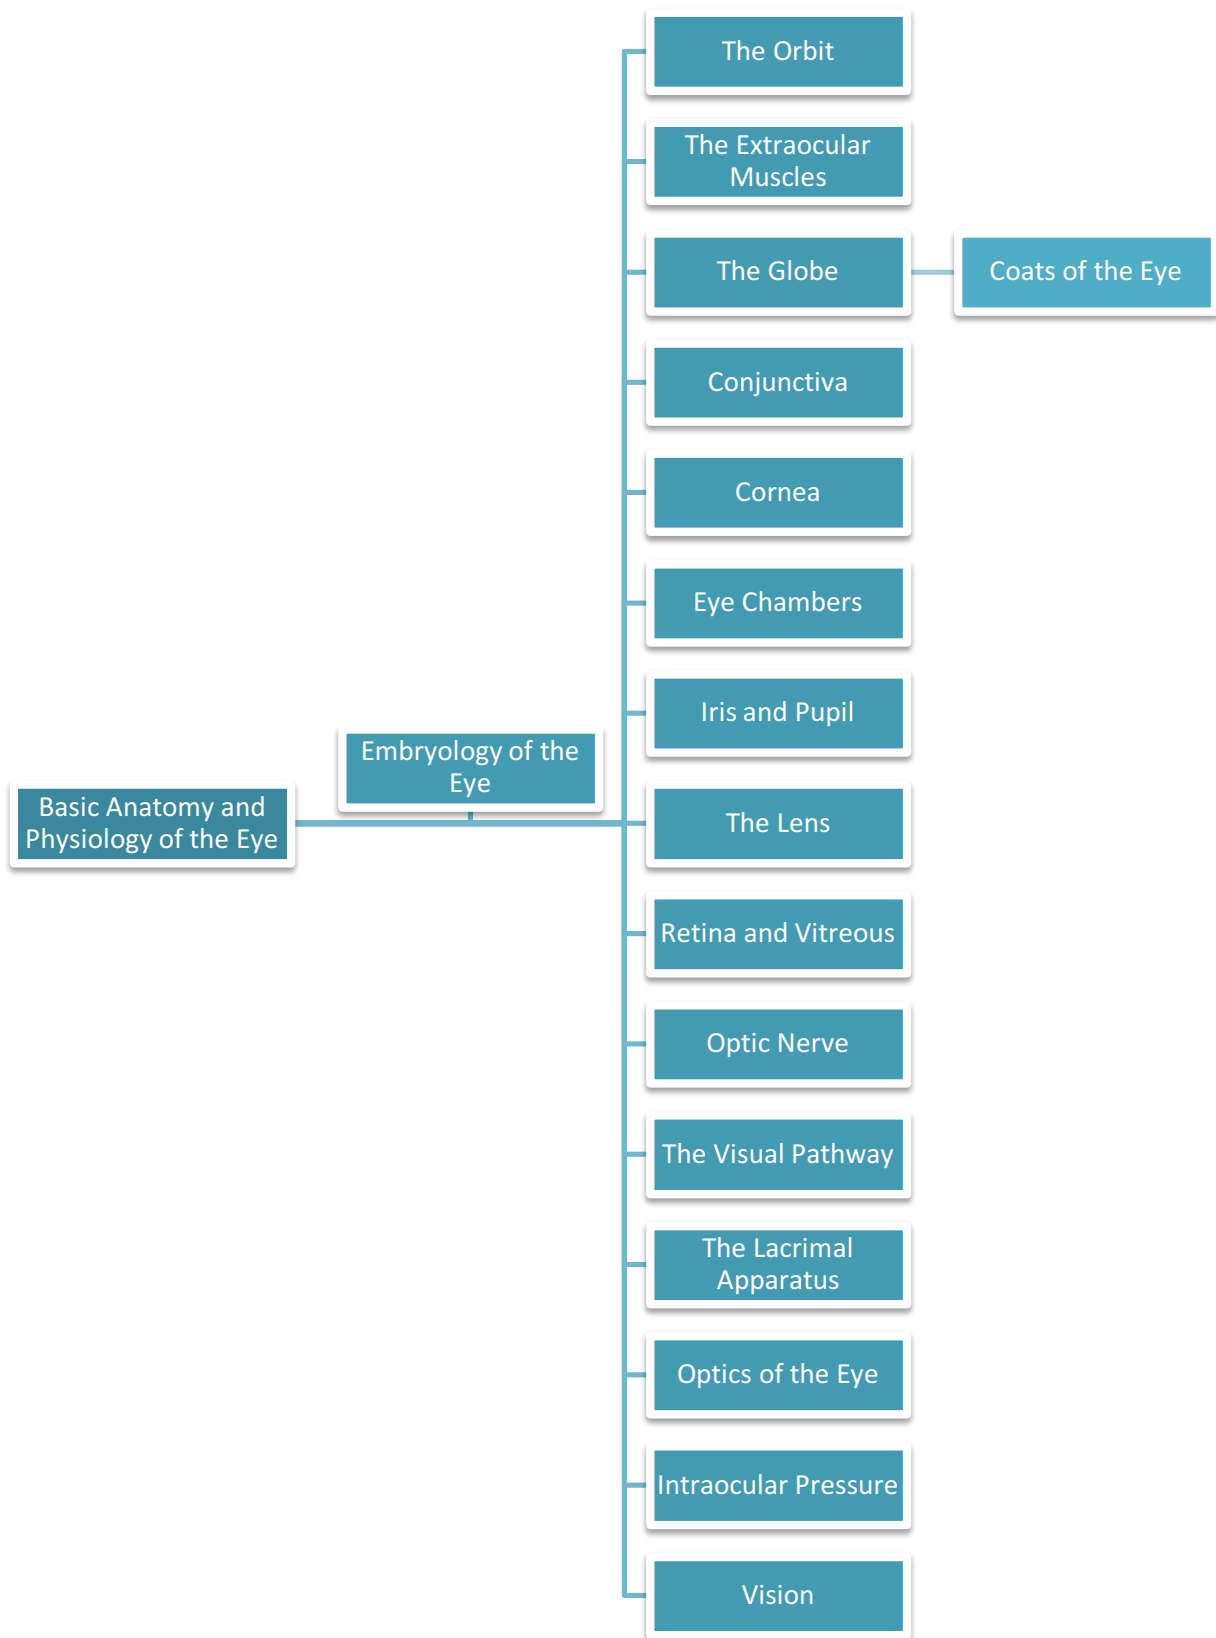 Basic Anatomy and
Physiology of the Eye
Embryology of the
Eye
The Orbit
The Extraocular
Muscles
The Globe
Coats of the Eye
Conjunctiva
Cornea
Eye Chambers
Iris and Pupil
The Lens
Retina and Vitreous
Optic Nerve
The Visual Pathway
The Lacrimal
Apparatus
Optics of the Eye
Intraocular Pressure
Vision